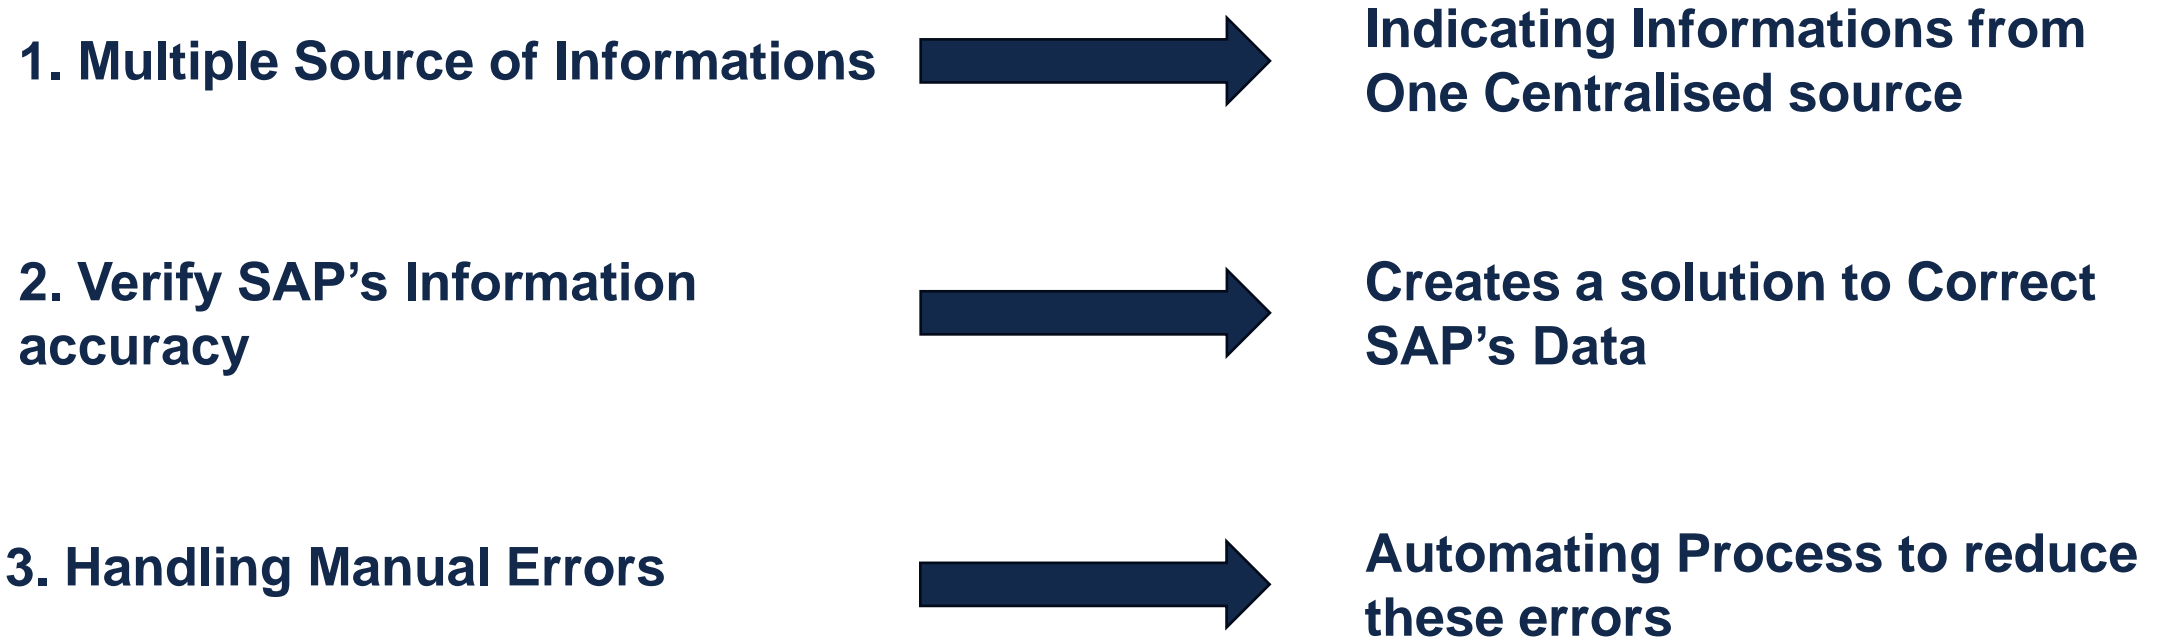 1. Multiple Source of Informations
Indicating Informations from
One Centralised source
2. Verify SAP’s Information
accuracy
Creates a solution to Correct
SAP’s Data
3. Handling Manual Errors
Automating Process to reduce
these errors